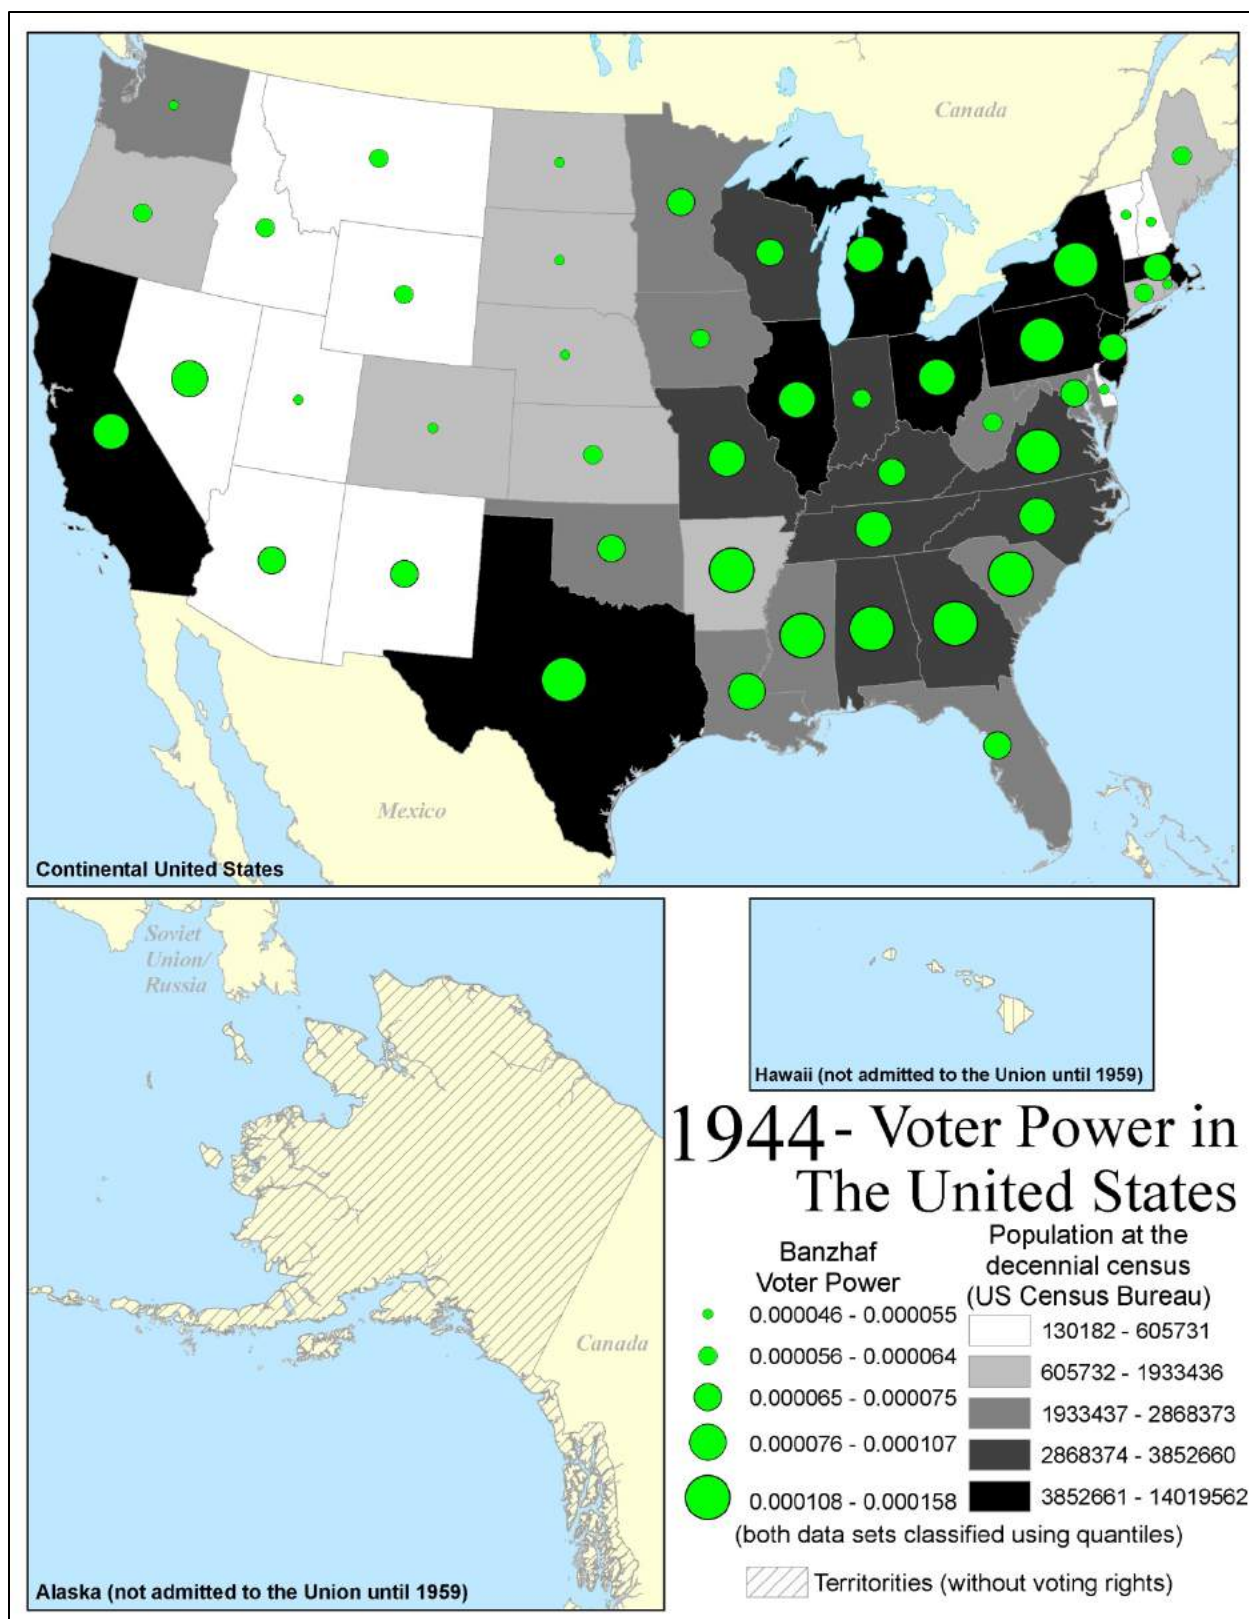 Canada
Mexico
Continental United States
Soviet
Union/
Russia
Canada
Alaska (not admitted to the Union until 1959)
Hawaii (not admitted to the Union until 1959)
1944 - Voter Power in
The United States
Banzhaf
Voter Power
0.000046 - 0.000055
0.000056 - 0.000064
0.000065 - 0.000075
0.000076 - 0.000107
0.000108 - 0.000158
Population at the
decennial census
(US Census Bureau)
130182 - 605731
605732 - 1933436
1933437 - 2868373
2868374 - 3852660
3852661 - 14019562
(both data sets classified using quantiles)
Territorities (without voting rights)